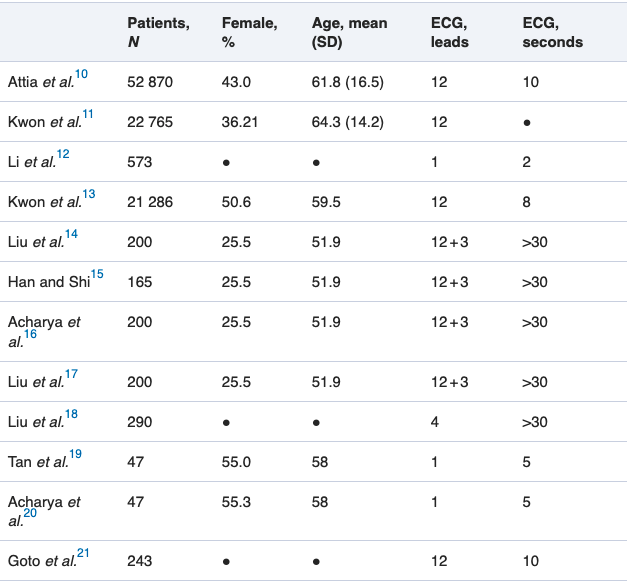 Patients, N | Female, % | Age, mean (SD) | ECG, leads | ECG, seconds
Attia et al.10 | 52 870 | 43.0 | 61.8 (16.5) | 12 | 10
Kwon et al.11 | 22 765 | 36.21 | 64.3 (14.2) | 12 | •
Li et al.12 | 573 | • | • | 1 | 2
Kwon et al.13 | 21 286 | 50.6 | 59.5 | 12 | 8
Liu et al.14 | 200 | 25.5 | 51.9 | 12+3 | >30
Han and Shi15 | 165 | 25.5 | 51.9 | 12+3 | >30
Acharya et al.16 | 200 | 25.5 | 51.9 | 12+3 | >30
Liu et al.17 | 200 | 25.5 | 51.9 | 12+3 | >30
Liu et al.18 | 290 | • | • | 4 | >30
Tan et al.19 | 47 | 55.0 | 58 | 1 | 5
Acharya et al.20 | 47 | 55.3 | 58 | 1 | 5
Goto et al.21 | 243 | • | • | 12 | 10